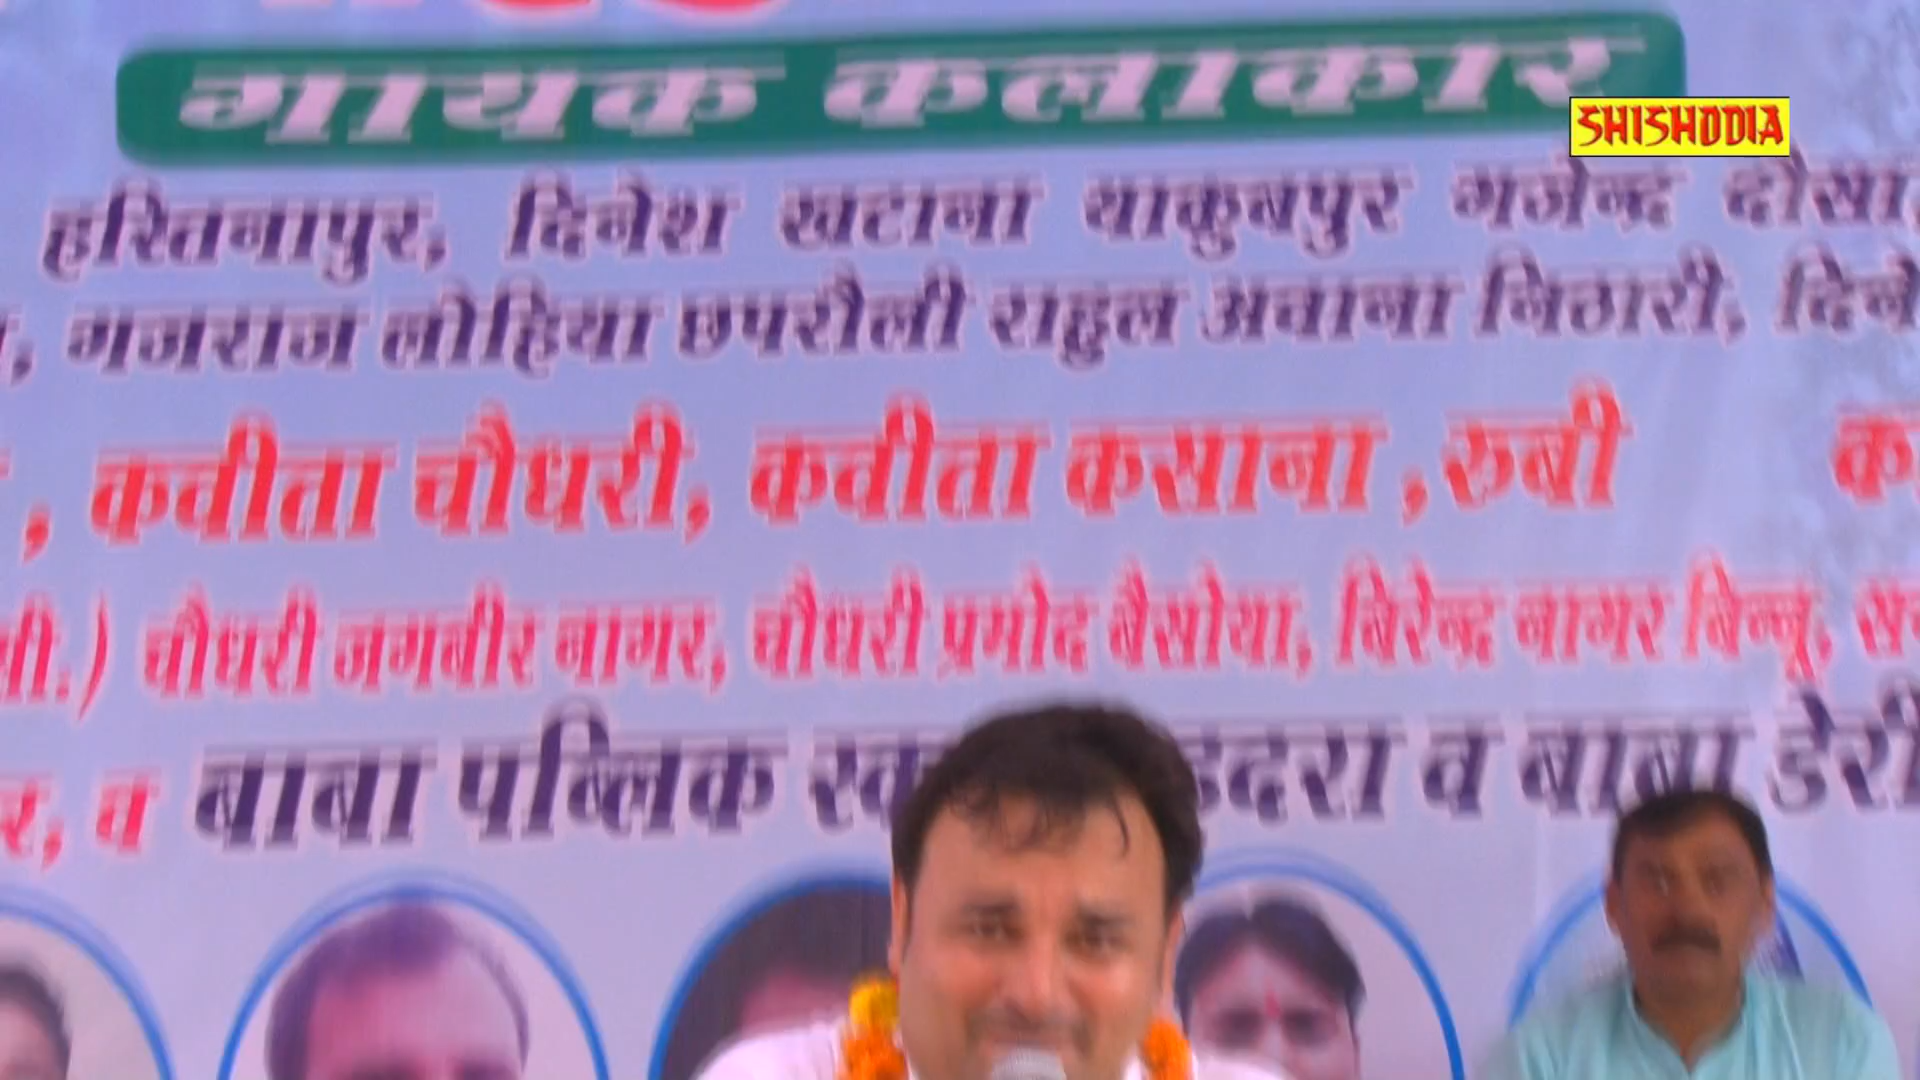 गायक कलाकार
SHISHODIA
हस्तिनापुर, दिनेश खटाना याकुबपुर गजेन्द्र दौसा,
गजराज लोहिया छपरौली राहुल अवाना निठारी,
, कवीता चौधरी, कवीता कसाना ,रुबी
चौधरी जगबीर नागर, चौधरी प्रमोद बैसोया, बिरेन्द्र नागर बिन्नू,
र, व बाबा पब्लिक व बाबा डेरी